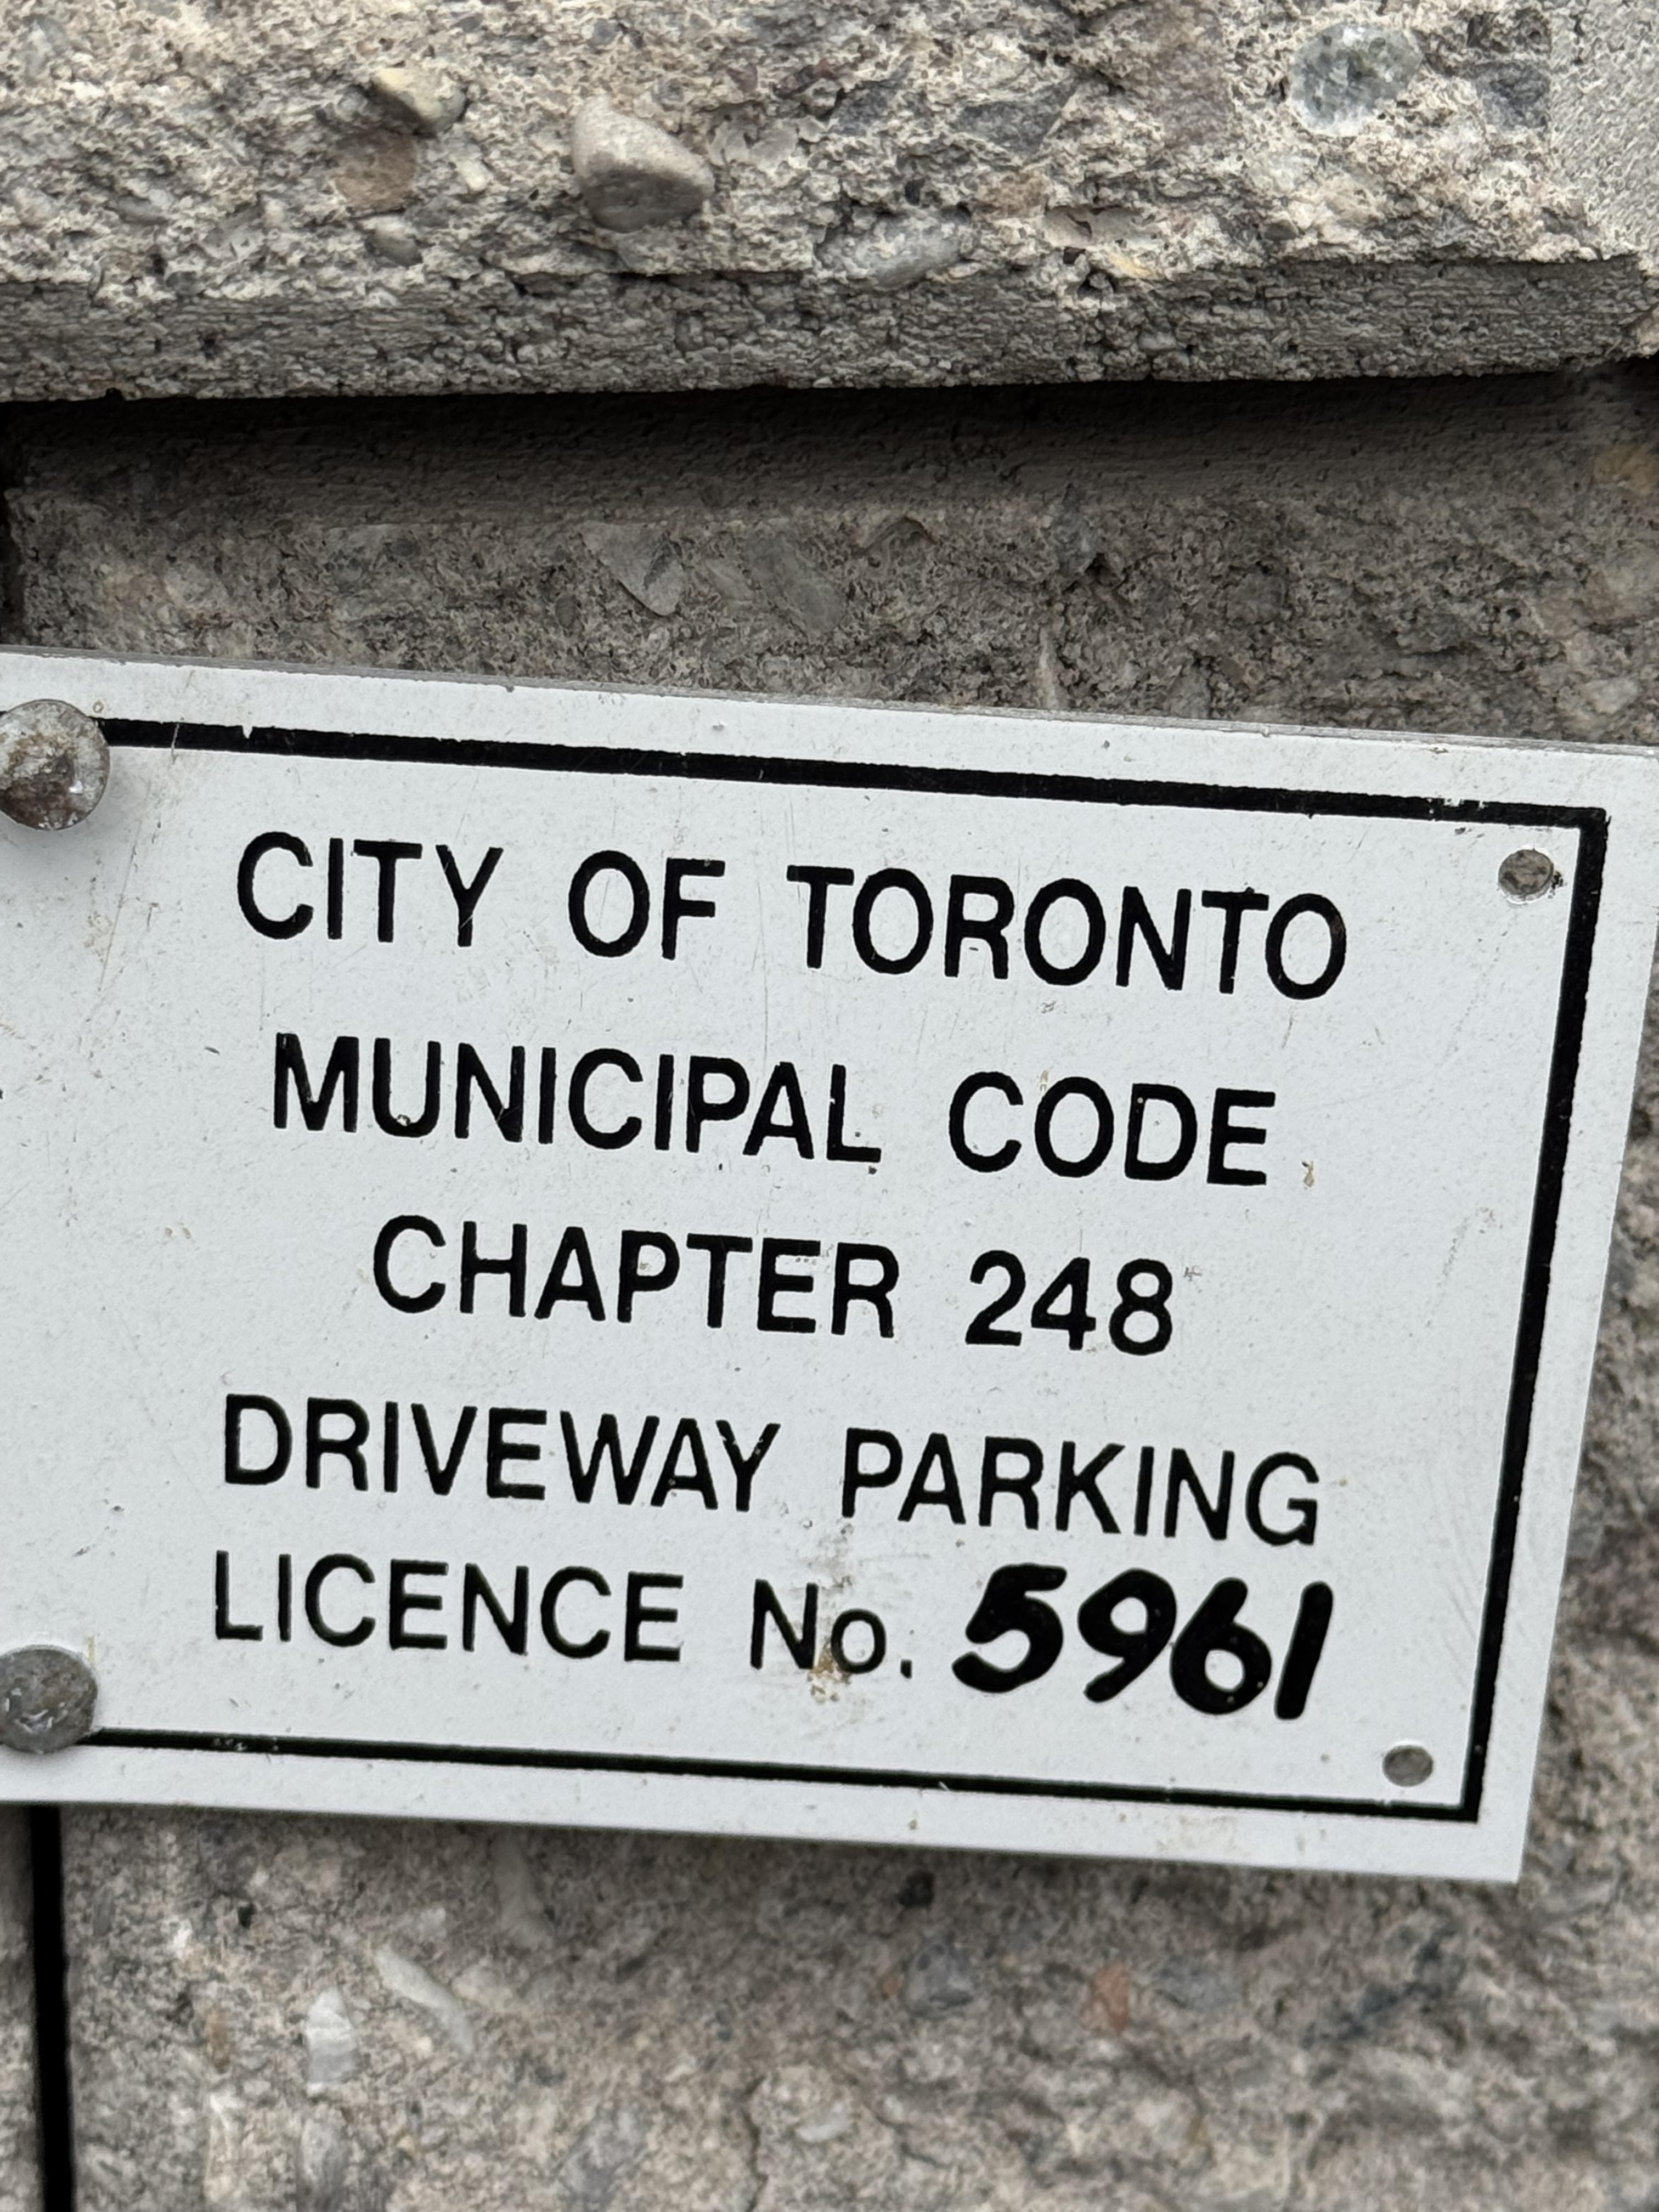 CITY OF TORONTO
MUNICIPAL CODE
CHAPTER 248
DRIVEWAY PARKING
LICENCE No. 5961